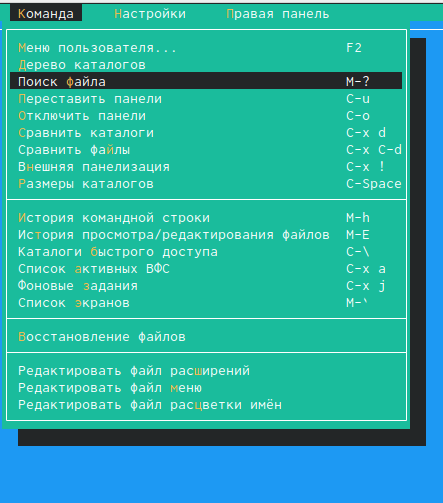 Команда Настройки Правая панель
Меню пользователя... F2
Дерево каталогов
Поиск файла M-?
Переставить панели C-u
Отключить панели C-o
Сравнить каталоги C-x d
Сравнить файлы C-x C-d
Внешняя панелизация C-x !
Размеры каталогов C-Space
История командной строки M-h
История просмотра/редактирования файлов M-E
Каталоги быстрого доступа C-\
Список активных ВФС C-x a
Фоновые задания C-x j
Список экранов M-`
Восстановление файлов
Редактировать файл расширений
Редактировать файл меню
Редактировать файл расцветки имён